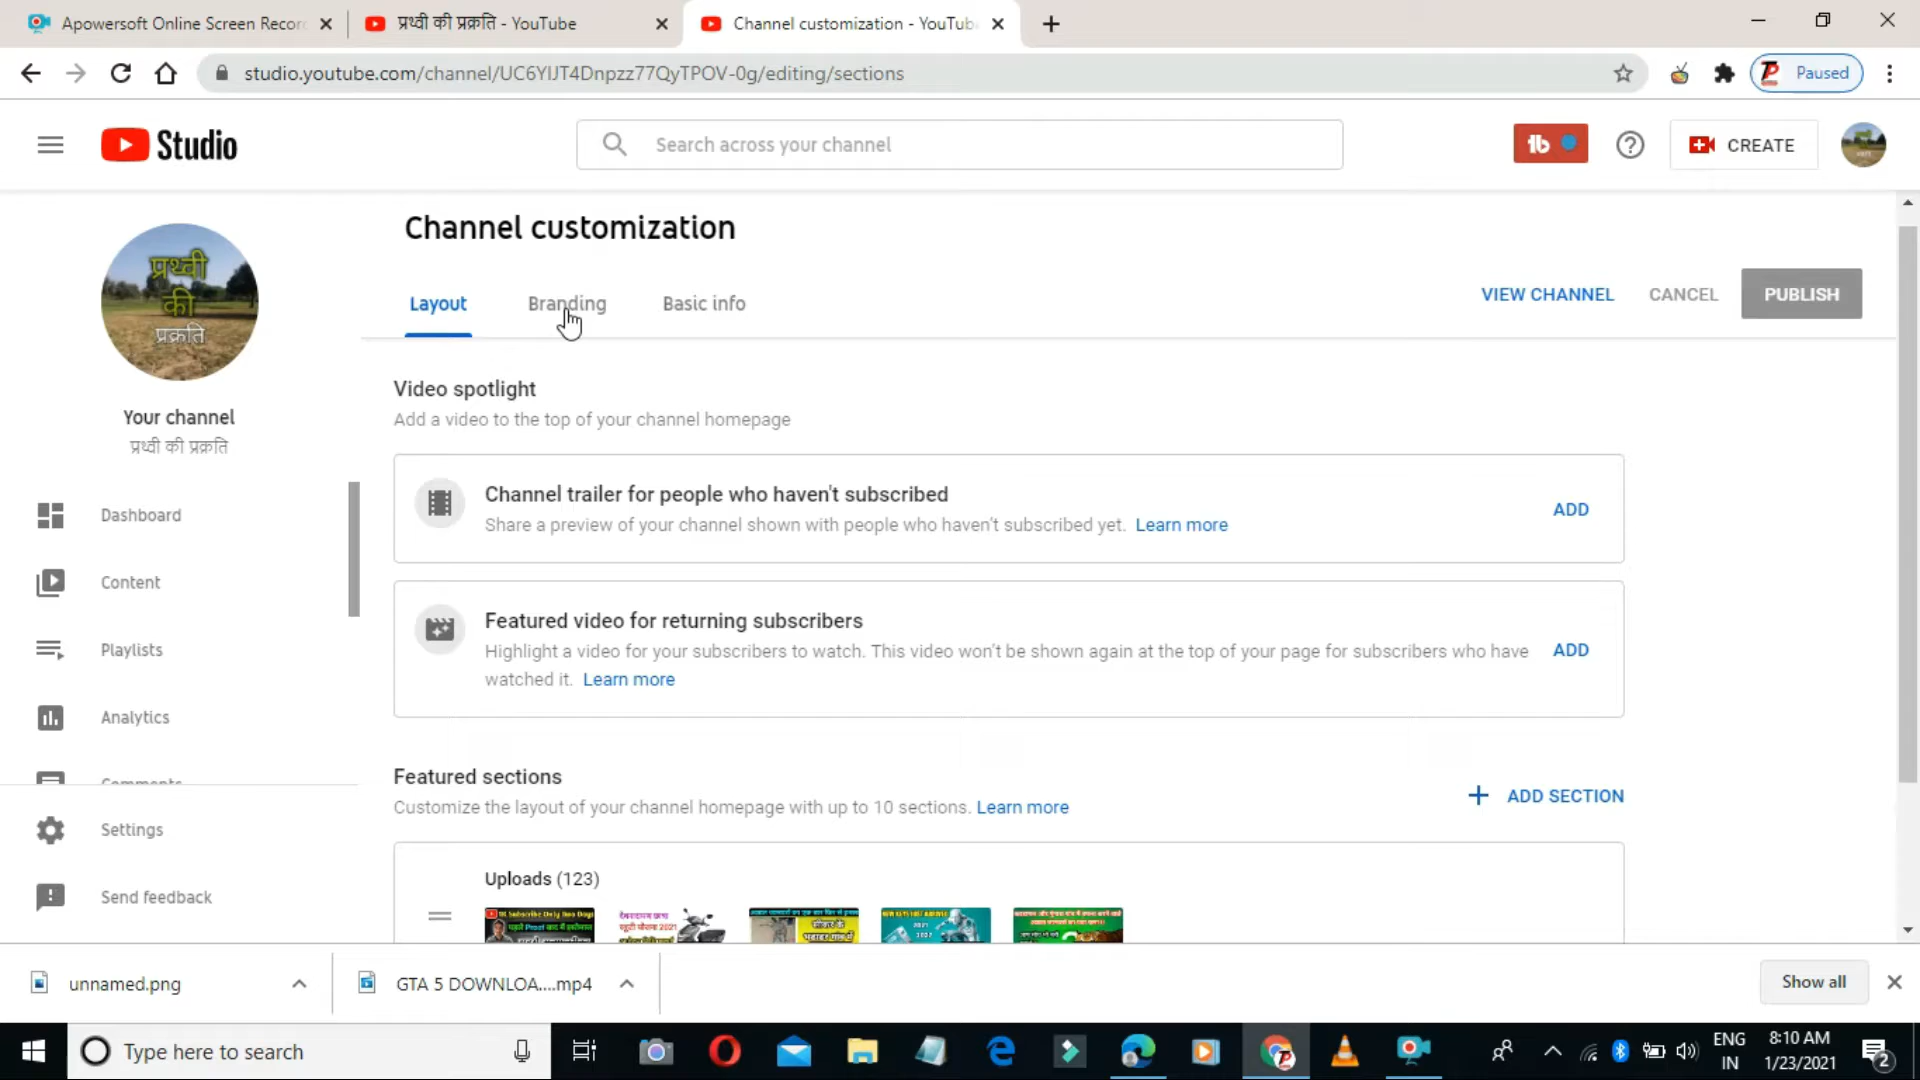 Apowersoft Online Screen Recor
प्रथ्वी की प्रक्रति - YouTube
Channel customization - YouTub
studio.youtube.com/channel/UC6YlJT4Dnpzz77QyTPOV-0g/editing/sections
Paused
Studio
Search across your channel
CREATE
प्रथ्वी
की
प्रक्रति
Your channel
प्रथ्वी की प्रक्रति
Dashboard
Content
Playlists
Analytics
Comments
Settings
Send feedback
Channel customization
Layout
Branding
Basic info
VIEW CHANNEL
CANCEL
PUBLISH
Video spotlight
Add a video to the top of your channel homepage
Channel trailer for people who haven't subscribed
Share a preview of your channel shown with people who haven't subscribed yet. Learn more
ADD
Featured video for returning subscribers
Highlight a video for your subscribers to watch. This video won't be shown again at the top of your page for subscribers who have
watched it. Learn more
ADD
Featured sections
Customize the layout of your channel homepage with up to 10 sections. Learn more
ADD SECTION
Uploads (123)
unnamed.png
GTA 5 DOWNLOA....mp4
Show all
Type here to search
ENG
IN
8:10 AM
1/23/2021
2